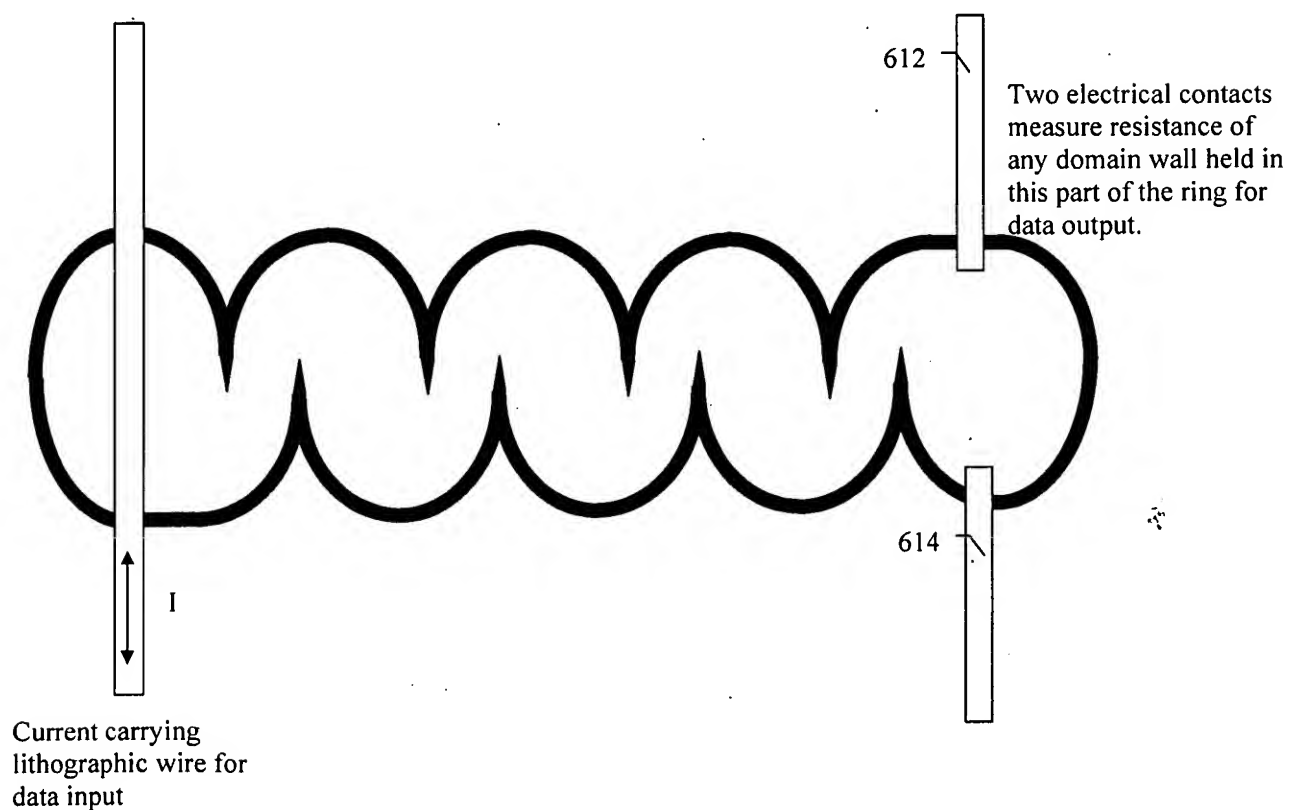 612
Two electrical contacts
measure resistance of
any domain wall held in
this part of the ring for
data output.
614
I
Current carrying
lithographic wire for
data input